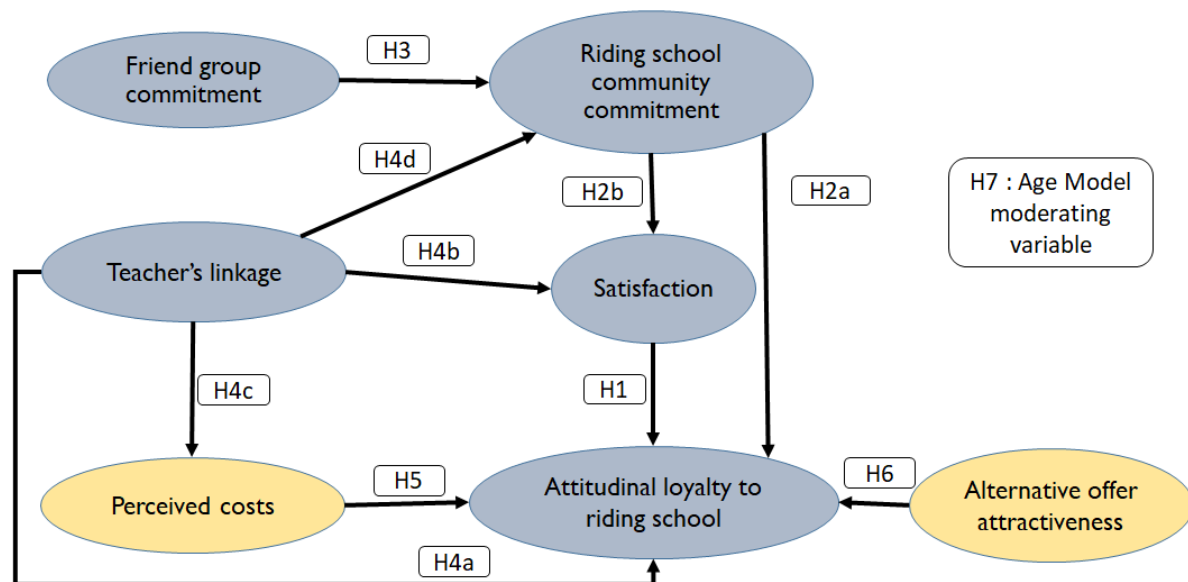 H3
Friend group
commitment
Riding school
community
commitment
H4d
H2b
H2a
H7 : Age Model
moderating
variable
Teacher's linkage
H4b
Satisfaction
H4c
H1
Perceived costs
H5
Attitudinal loyalty to
riding school
H6
Alternative offer
attractiveness
H4a